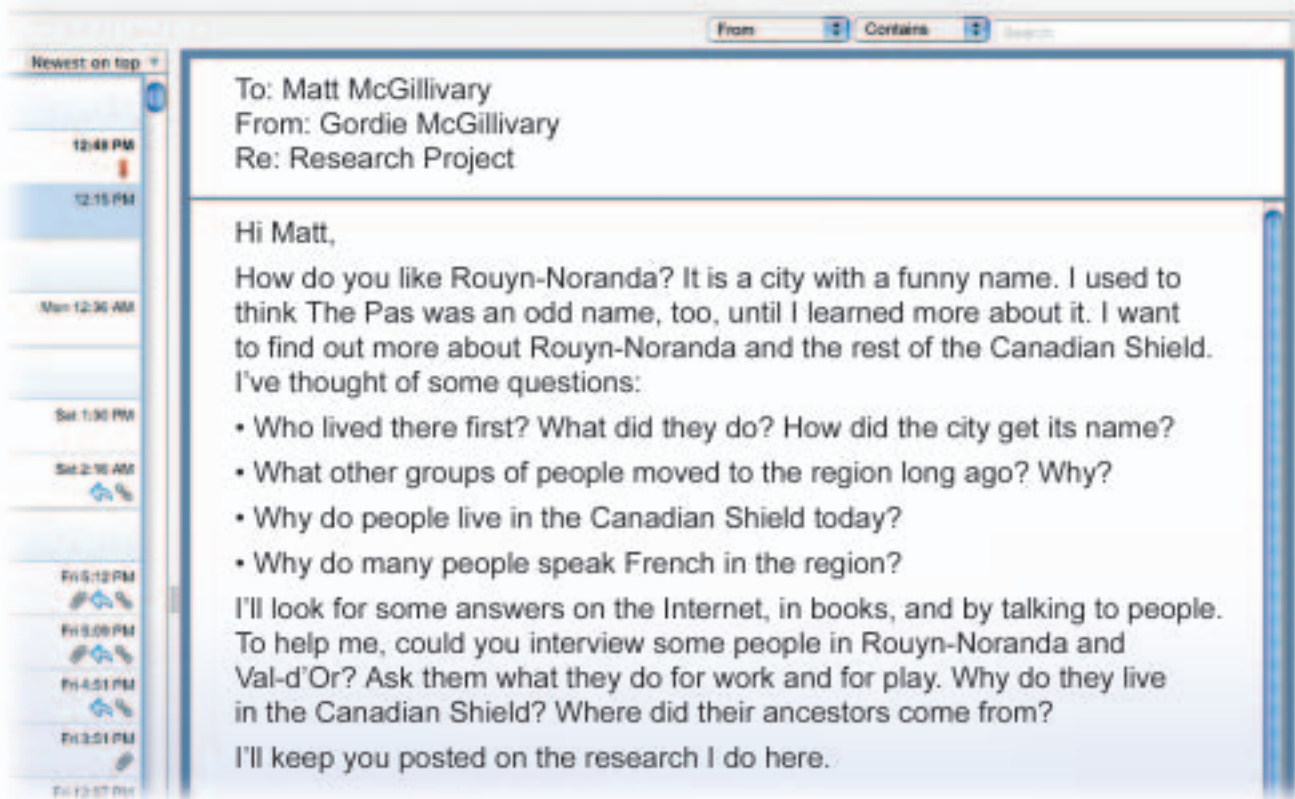 From
Contains
Search
Newest on top
12:48 PM
12:15 PM
Mon 12:36 AM
Sat 1:30 PM
Sat 2:16 AM
Fri 5:12 PM
Fri 5:09 PM
Fri 4:51 PM
Fri 3:51 PM
Fri 12:57 PM
To: Matt McGillivary
From: Gordie McGillivary
Re: Research Project
Hi Matt,
How do you like Rouyn-Noranda? It is a city with a funny name. I used to
think The Pas was an odd name, too, until I learned more about it. I want
to find out more about Rouyn-Noranda and the rest of the Canadian Shield.
I've thought of some questions:
• Who lived there first? What did they do? How did the city get its name?
• What other groups of people moved to the region long ago? Why?
• Why do people live in the Canadian Shield today?
• Why do many people speak French in the region?
I'll look for some answers on the Internet, in books, and by talking to people.
To help me, could you interview some people in Rouyn-Noranda and
Val-d'Or? Ask them what they do for work and for play. Why do they live
in the Canadian Shield? Where did their ancestors come from?
I'll keep you posted on the research I do here.